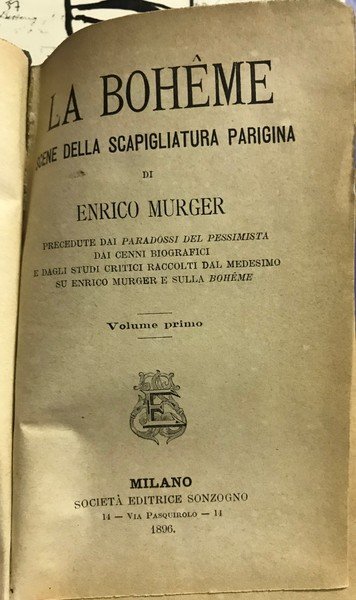 LA BOHÊME
SCENE DELLA SCAPIGLIATURA PARIGINA
DI
ENRICO MURGER
PRECEDUTE DAI PARADOSSI DEL PESSIMISTA
DAI CENNI BIOGRAFICI
E DAGLI STUDI CRITICI RACCOLTI DAL MEDESIMO
SU ENRICO MURGER E SULLA BOHÉME
Volume primo
E
MILANO
SOCIETÀ EDITRICE SONZOGNO
14 — VIA PASQUIROLO — 14
1896.